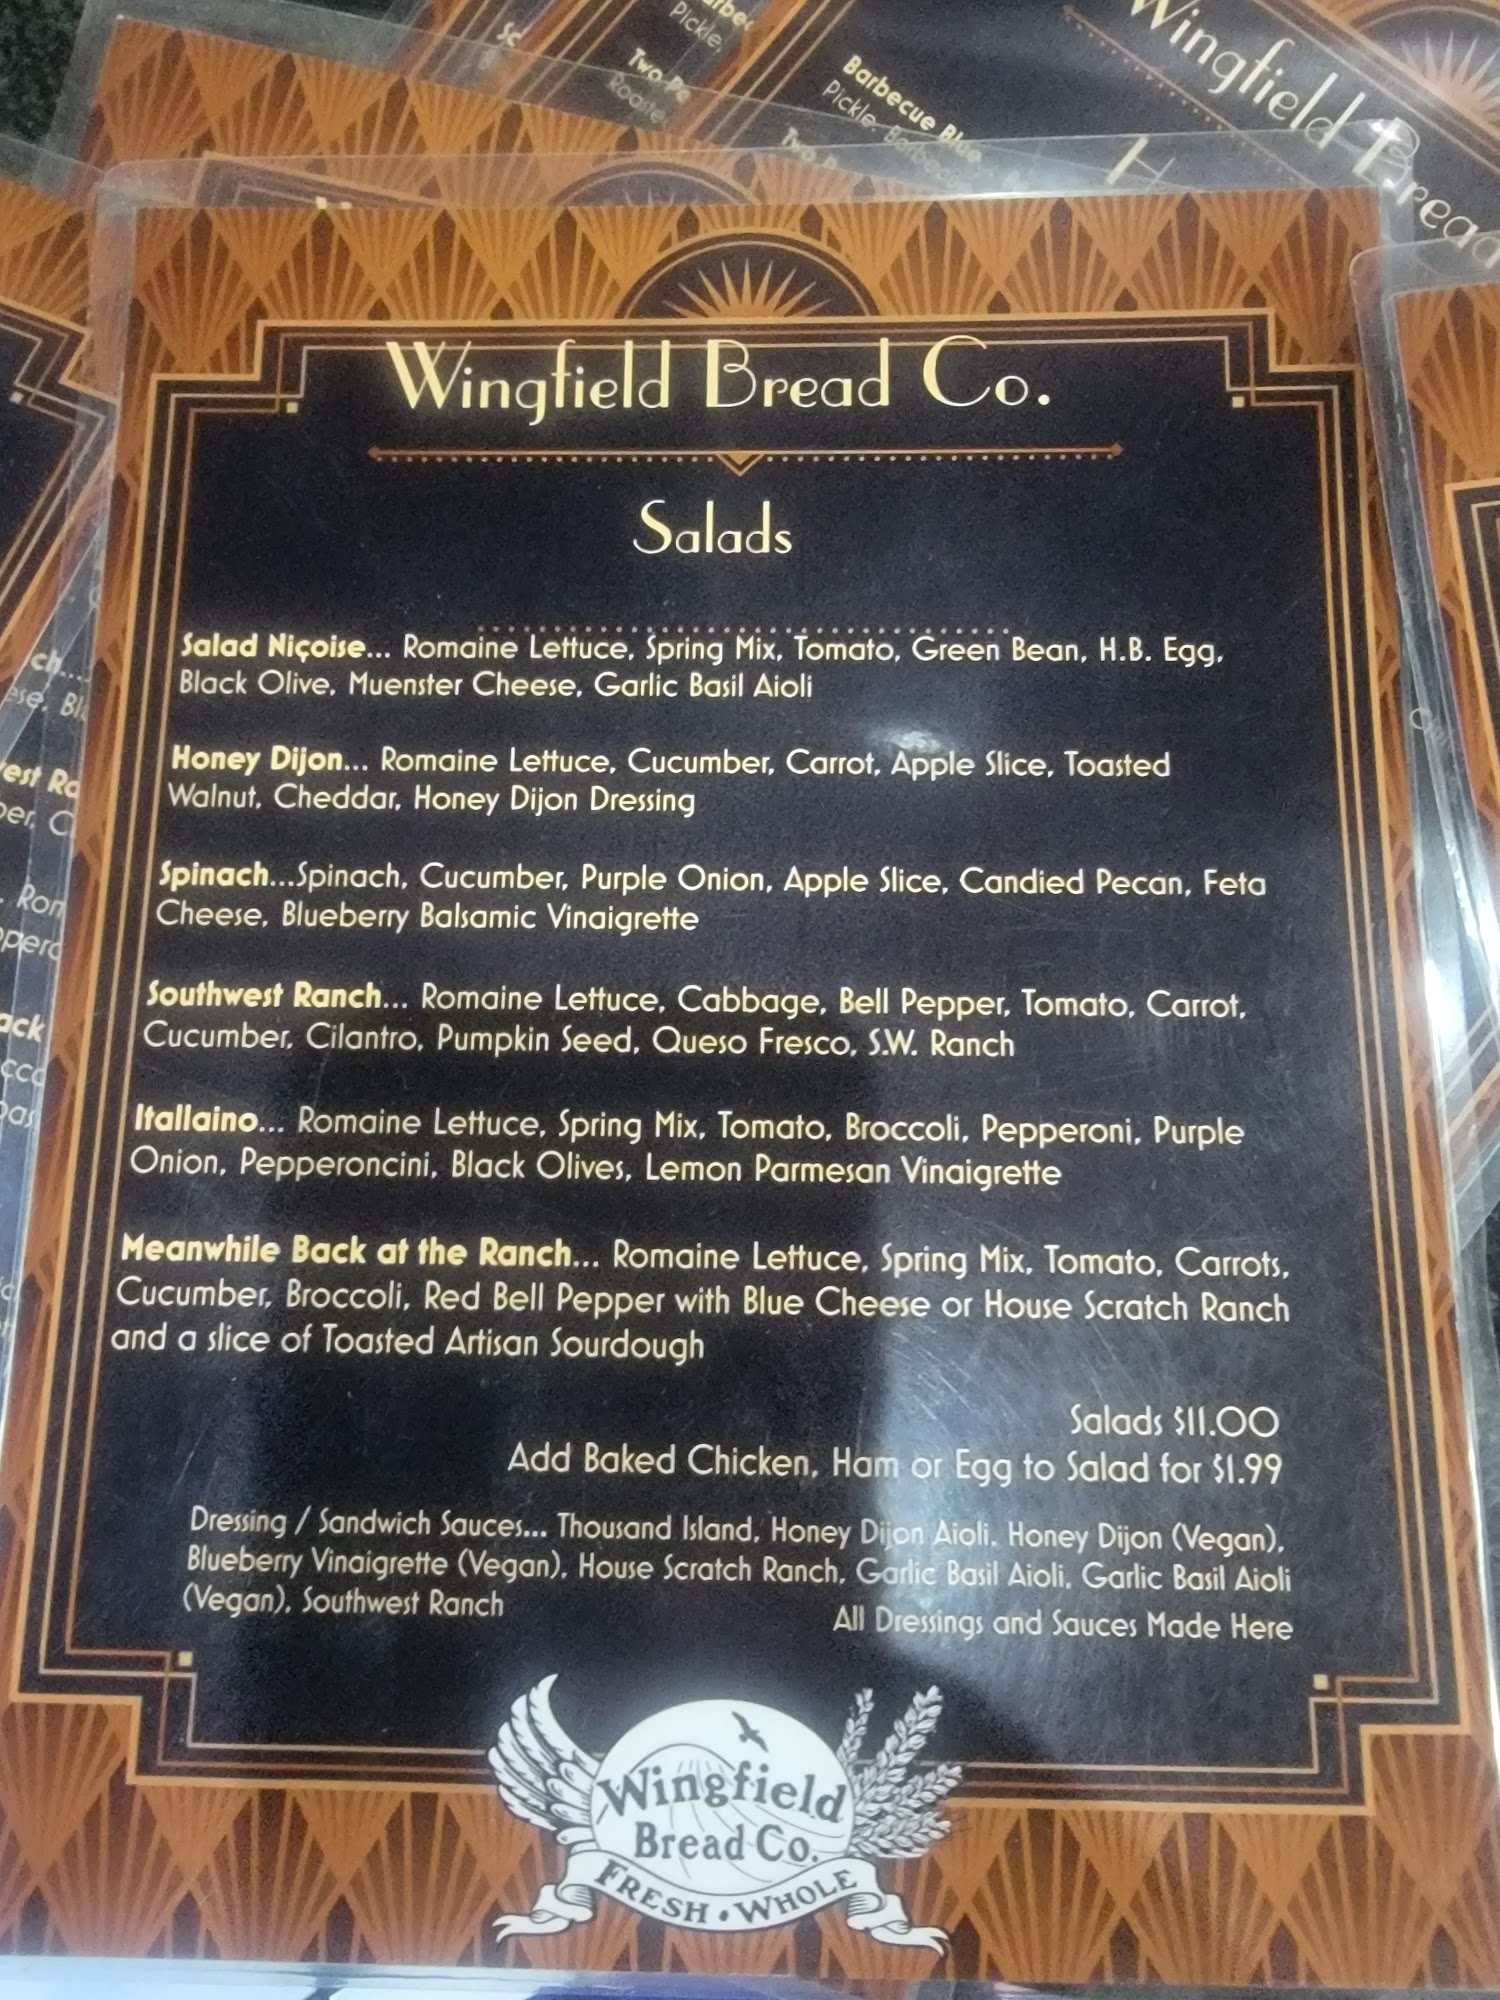 arbec
Pickle,
Sc
Two Pe
Roaste
Barbecue Blue
Pickle, Barbec
Two P
H
Wingfield Bread
Wingfield Bread Co.
Salads
Salad Niçoise... Romaine Lettuce, Spring Mix, Tomato, Green Bean, H.B. Egg,
Black Olive, Muenster Cheese, Garlic Basil Aioli
Honey Dijon... Romaine Lettuce, Cucumber, Carrot, Apple Slice, Toasted
Walnut, Cheddar, Honey Dijon Dressing
Spinach...Spinach, Cucumber, Purple Onion, Apple Slice, Candied Pecan, Feta
Cheese, Blueberry Balsamic Vinaigrette
Southwest Ranch... Romaine Lettuce, Cabbage, Bell Pepper, Tomato, Carrot,
Cucumber, Cilantro, Pumpkin Seed, Queso Fresco, S.W. Ranch
Itallaino... Romaine Lettuce, Spring Mix, Tomato, Broccoli, Pepperoni, Purple
Onion, Pepperoncini, Black Olives, Lemon Parmesan Vinaigrette
Meanwhile Back at the Ranch... Romaine Lettuce, Spring Mix, Tomato, Carrots,
Cucumber, Broccoli, Red Bell Pepper with Blue Cheese or House Scratch Ranch
and a slice of Toasted Artisan Sourdough
Salads $11.00
Add Baked Chicken, Ham or Egg to Salad for $1.99
Dressing / Sandwich Sauces... Thousand Island, Honey Dijon Aioli, Honey Dijon (Vegan),
Blueberry Vinaigrette (Vegan), House Scratch Ranch, Garlic Basil Aioli, Garlic Basil Aioli
(Vegan), Southwest Ranch
All Dressings and Sauces Made Here
Wingfield
Bread Co.
FRESH • WHOLE